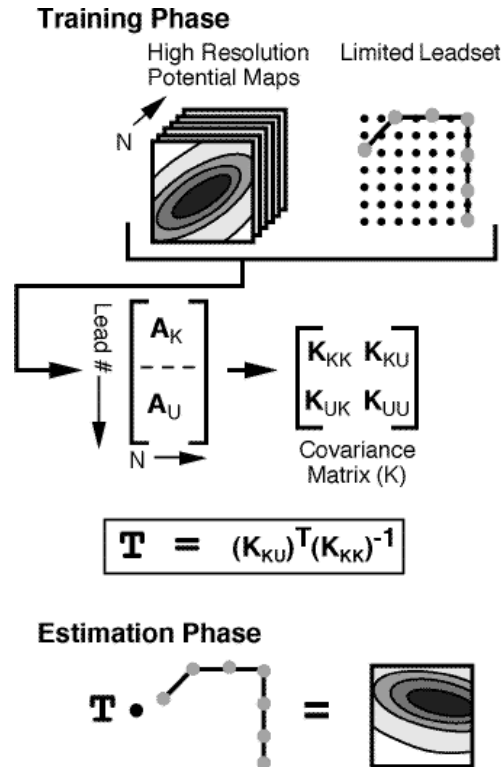 Training Phase
High Resolution
Potential Maps
Limited Leadset
N
Lead #
A_K
A_U
N
K_KK K_KU
K_UK K_UU
Covariance
Matrix (K)
T = (K_KU)^T(K_KK)^-1
Estimation Phase
T • =